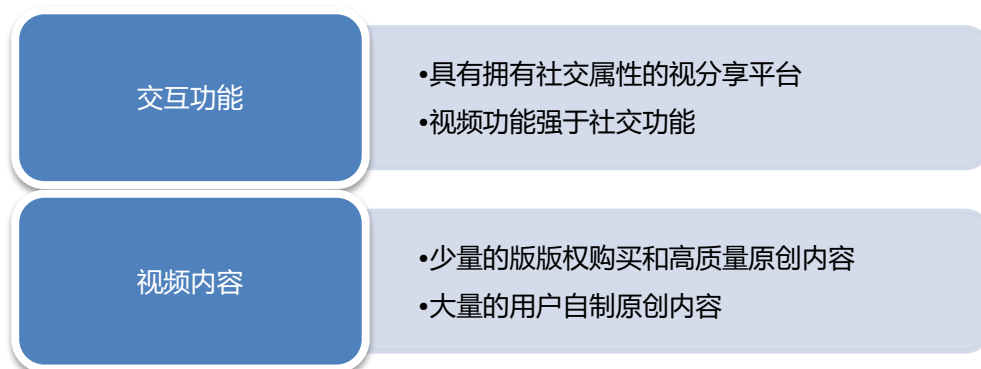 交互功能
•具有拥有社交属性的视分享平台
•视频功能强于社交功能
视频内容
•少量的版版权购买和高质量原创内容
•大量的用户自制原创内容